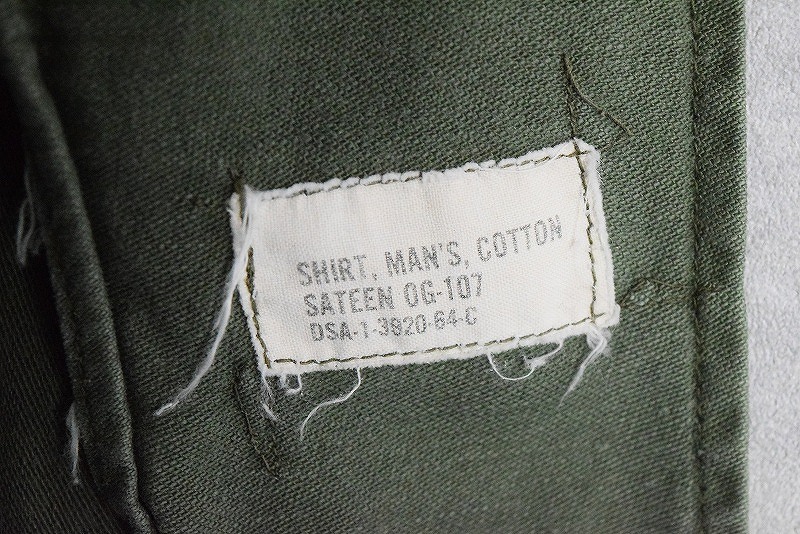 SHIRT, MAN'S, COTTON
SATEEN OG-107
DSA-1-3920-64-C